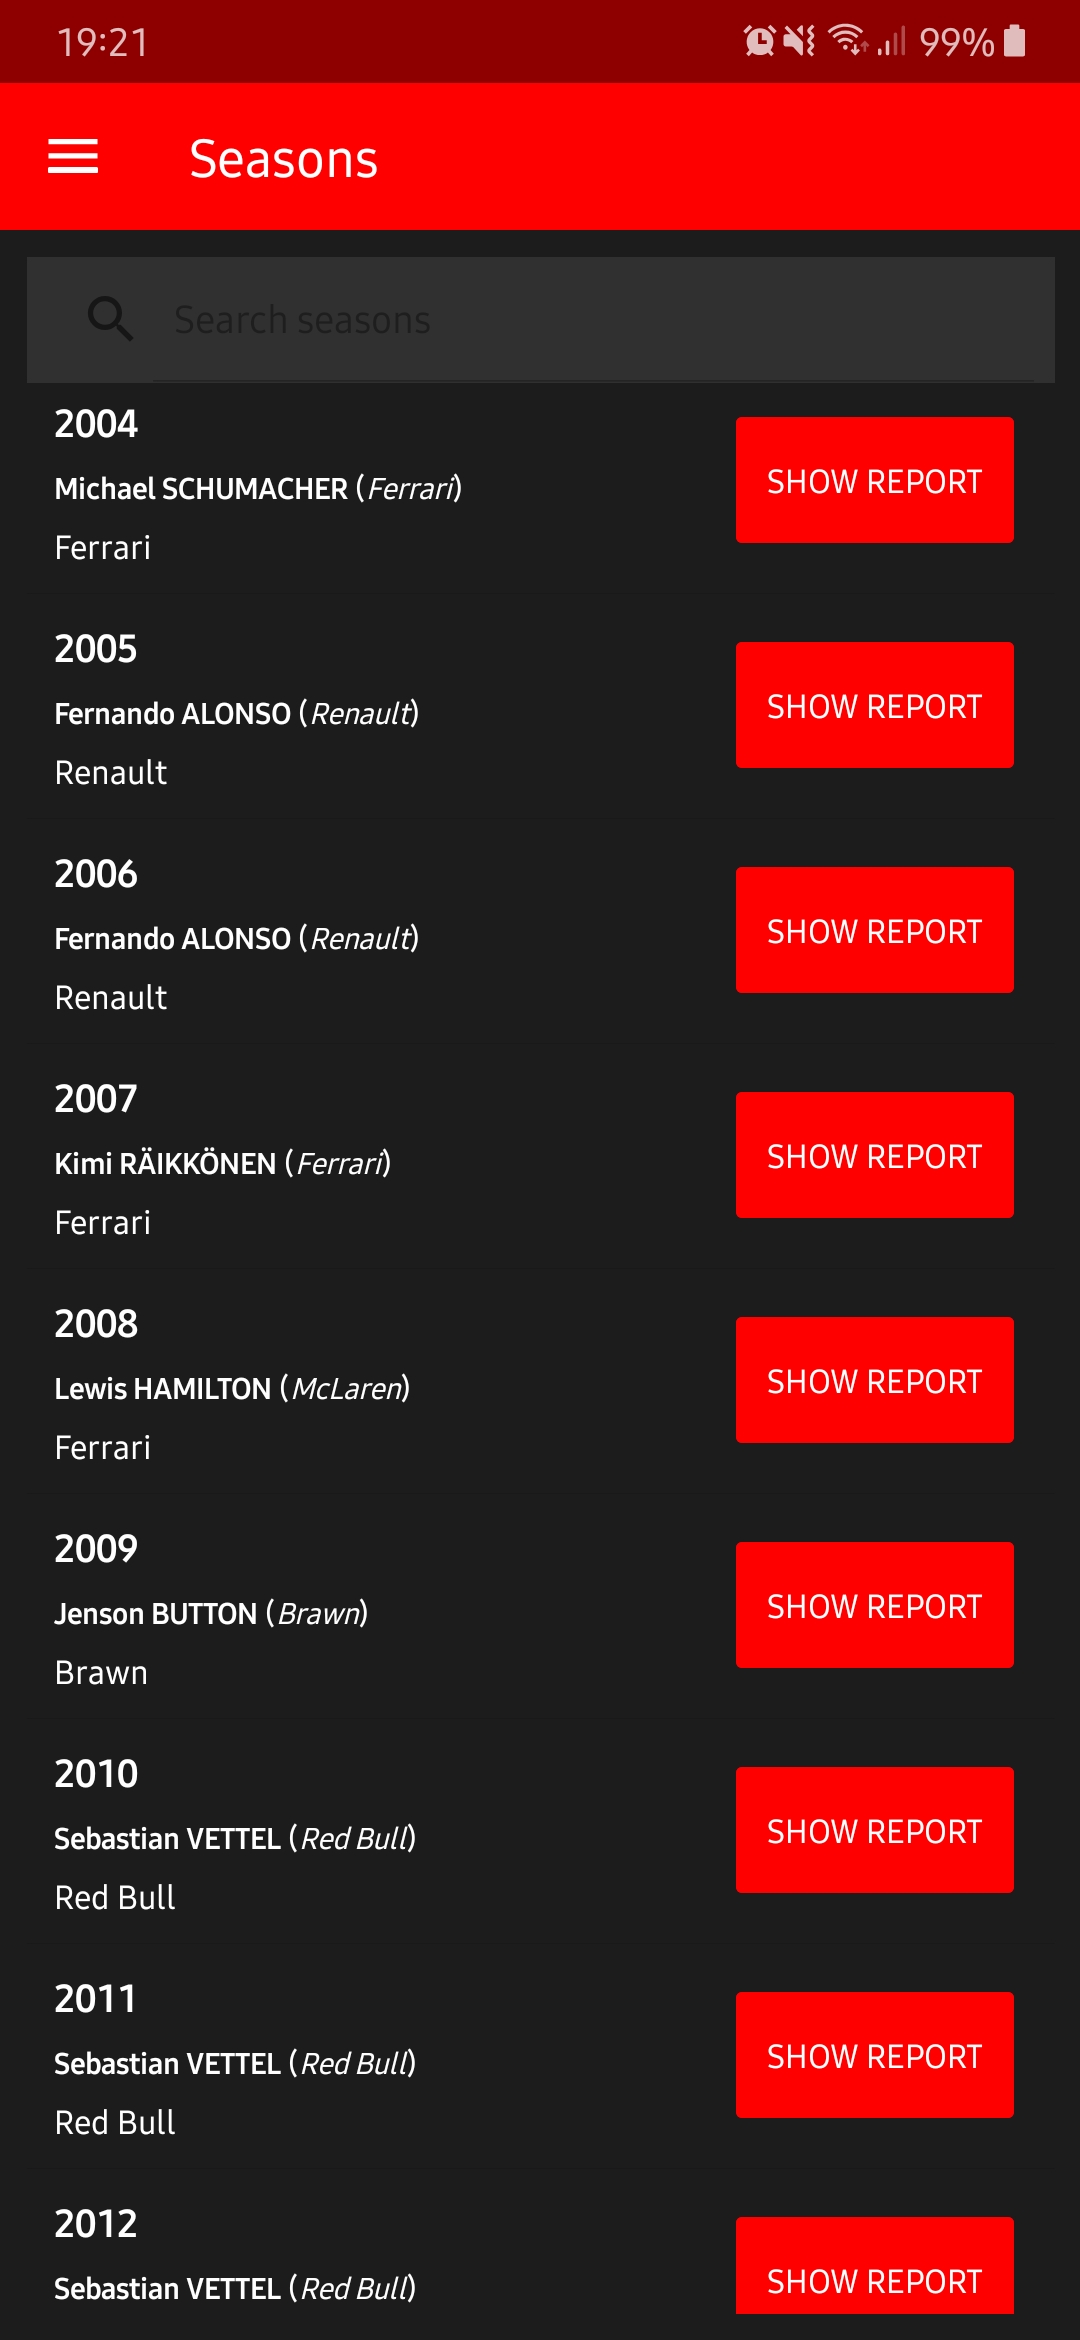 19:21 99%
Seasons
Search seasons
2004
Michael SCHUMACHER (Ferrari)
Ferrari
SHOW REPORT
2005
Fernando ALONSO (Renault)
Renault
SHOW REPORT
2006
Fernando ALONSO (Renault)
Renault
SHOW REPORT
2007
Kimi RÄIKKÖNEN (Ferrari)
Ferrari
SHOW REPORT
2008
Lewis HAMILTON (McLaren)
Ferrari
SHOW REPORT
2009
Jenson BUTTON (Brawn)
Brawn
SHOW REPORT
2010
Sebastian VETTEL (Red Bull)
Red Bull
SHOW REPORT
2011
Sebastian VETTEL (Red Bull)
Red Bull
SHOW REPORT
2012
Sebastian VETTEL (Red Bull)
SHOW REPORT